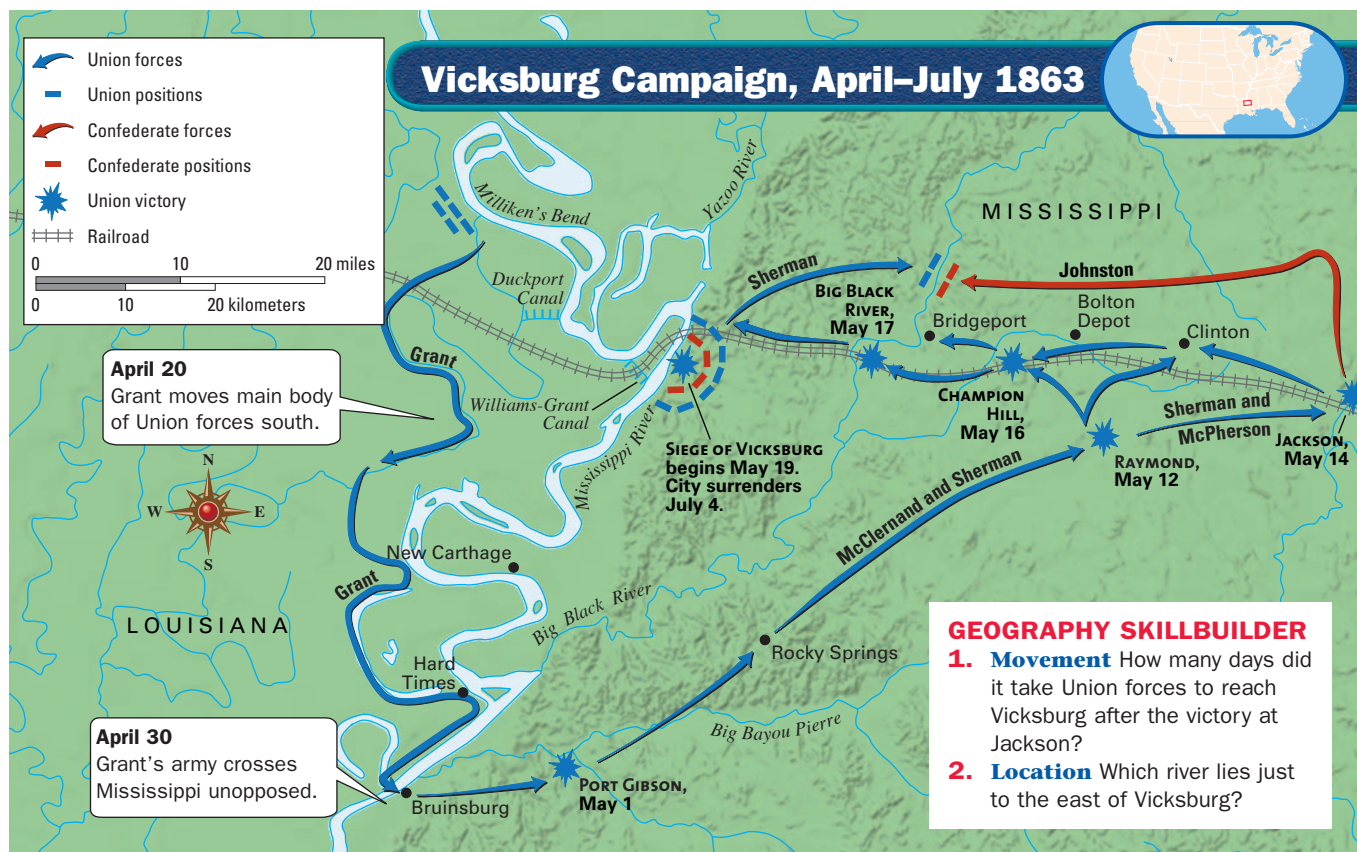 Vicksburg Campaign, April–July 1863
Union forces
Union positions
Confederate forces
Confederate positions
Union victory
Railroad
0 10 20 miles
0 10 20 kilometers
Milliken's Bend
Yazoo River
MISSISSIPPI
Duckport
Canal
Sherman
Johnston
BIG BLACK
RIVER,
May 17
Bridgeport
Bolton
Depot
Clinton
Grant
April 20
Grant moves main body
of Union forces south.
Williams-Grant
Canal
Mississippi River
SIEGE OF VICKSBURG
begins May 19.
City surrenders
July 4.
CHAMPION
HILL,
May 16
Sherman and
McPherson
JACKSON,
May 14
RAYMOND,
May 12
McClernand and Sherman
N
W E
S
New Carthage
Grant
Big Black River
LOUISIANA
Hard
Times
Rocky Springs
Big Bayou Pierre
April 30
Grant's army crosses
Mississippi unopposed.
Bruinsburg
PORT GIBSON,
May 1
GEOGRAPHY SKILLBUILDER
1. Movement How many days did
it take Union forces to reach
Vicksburg after the victory at
Jackson?
2. Location Which river lies just
to the east of Vicksburg?